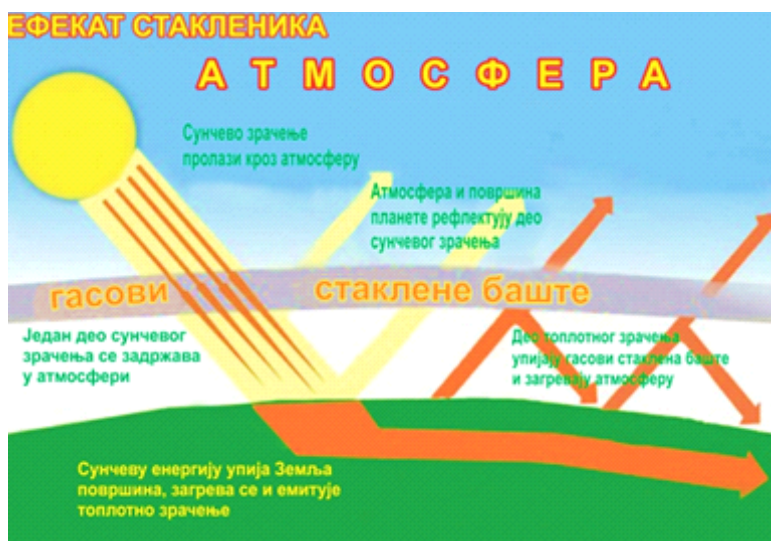 ЕФЕКАТ СТАКЛЕНИКА
АТМОСФЕРА
Сунчево зрачење
пролази кроз атмосферу
Атмосфера и површина
планете рефлектују део
сунчевог зрачења
гасови стаклене баште
Један део сунчевог
зрачења се задржава
у атмосфери
Део топлотног зрачења
упијају гасови стаклена баште
и загревају атмосферу
Сунчеву енергију упија Земља
површина, загрева се и емитује
топлотно зрачење